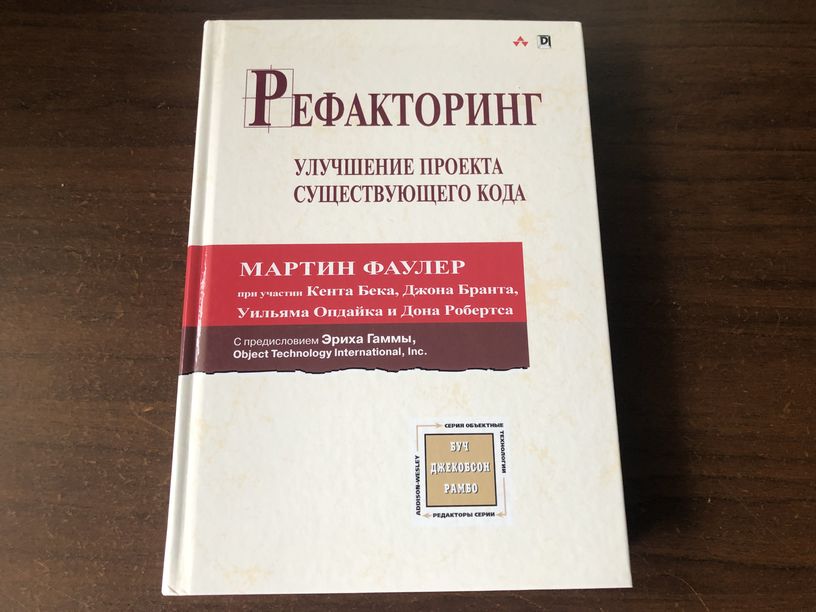 РЕФАКТОРИНГ
УЛУЧШЕНИЕ ПРОЕКТА
СУЩЕСТВУЮЩЕГО КОДА
МАРТИН ФАУЛЕР
при участии Кента Бека, Джона Бранта,
Уильяма Опдайка и Дона Робертса
С предисловием Эриха Гаммы,
Object Technology International, Inc.
СЕРИЯ ОБЪЕКТНЫЕ
ТЕХНОЛОГИИ
ADDISON-WESLEY
БУЧ
ДЖЕКОБСОН
РАМБО
РЕДАКТОРЫ СЕРИИ